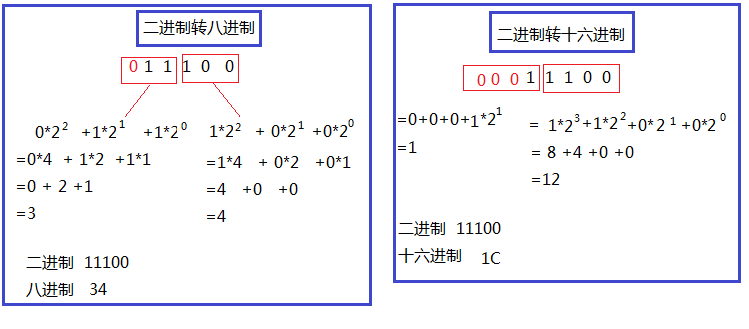 二进制转八进制
0 1 1 1 0 0
0*2² +1*2¹ +1*2⁰
=0*4 + 1*2 +1*1
=0 + 2 +1
=3
1*2² + 0*2¹ +0*2⁰
=1*4 + 0*2 +0*1
=4 +0 +0
=4
二进制 11100
八进制 34
二进制转十六进制
0 0 0 1 1 1 0 0
=0+0+0+1*2¹
=1
= 1*2³+1*2²+0*2¹+0*2⁰
= 8 +4 +0 +0
=12
二进制 11100
十六进制 1C